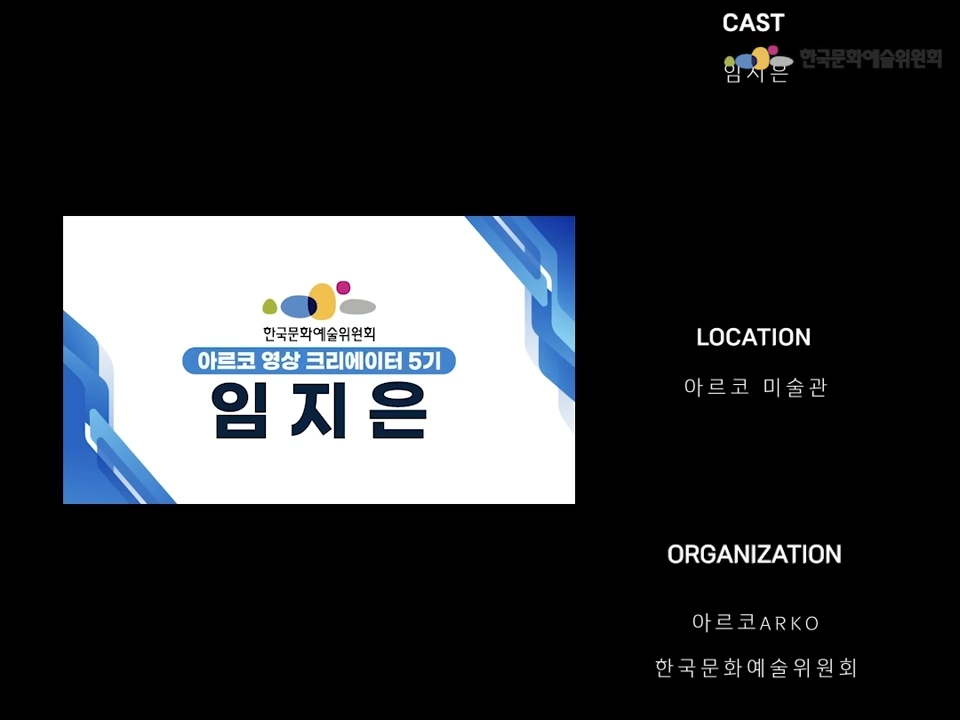 CAST
한국문화예술위원회
임지은
한국문화예술위원회
아르코 영상 크리에이터 5기
임지은
LOCATION
아르코 미술관
ORGANIZATION
아르코ARKO
한국문화예술위원회